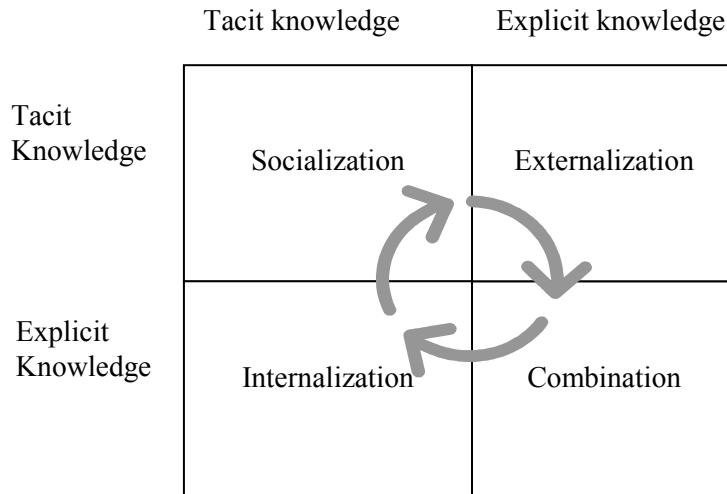 Tacit knowledge Explicit knowledge
Tacit
Knowledge
Socialization Externalization
Explicit
Knowledge
Internalization Combination